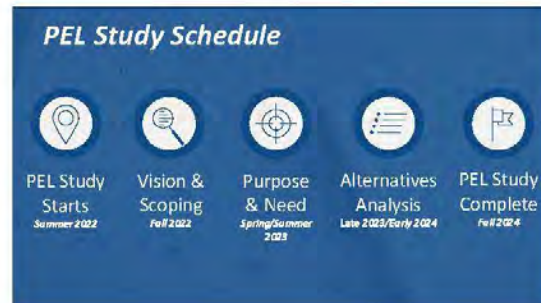 PEL Study Schedule
PEL Study
Starts
Summer 2022
Vision &
Scoping
Fall 2022
Purpose
& Need
Spring/Summer
2023
Alternatives
Analysis
Late 2023/Early 2024
PEL Study
Complete
Fall 2024